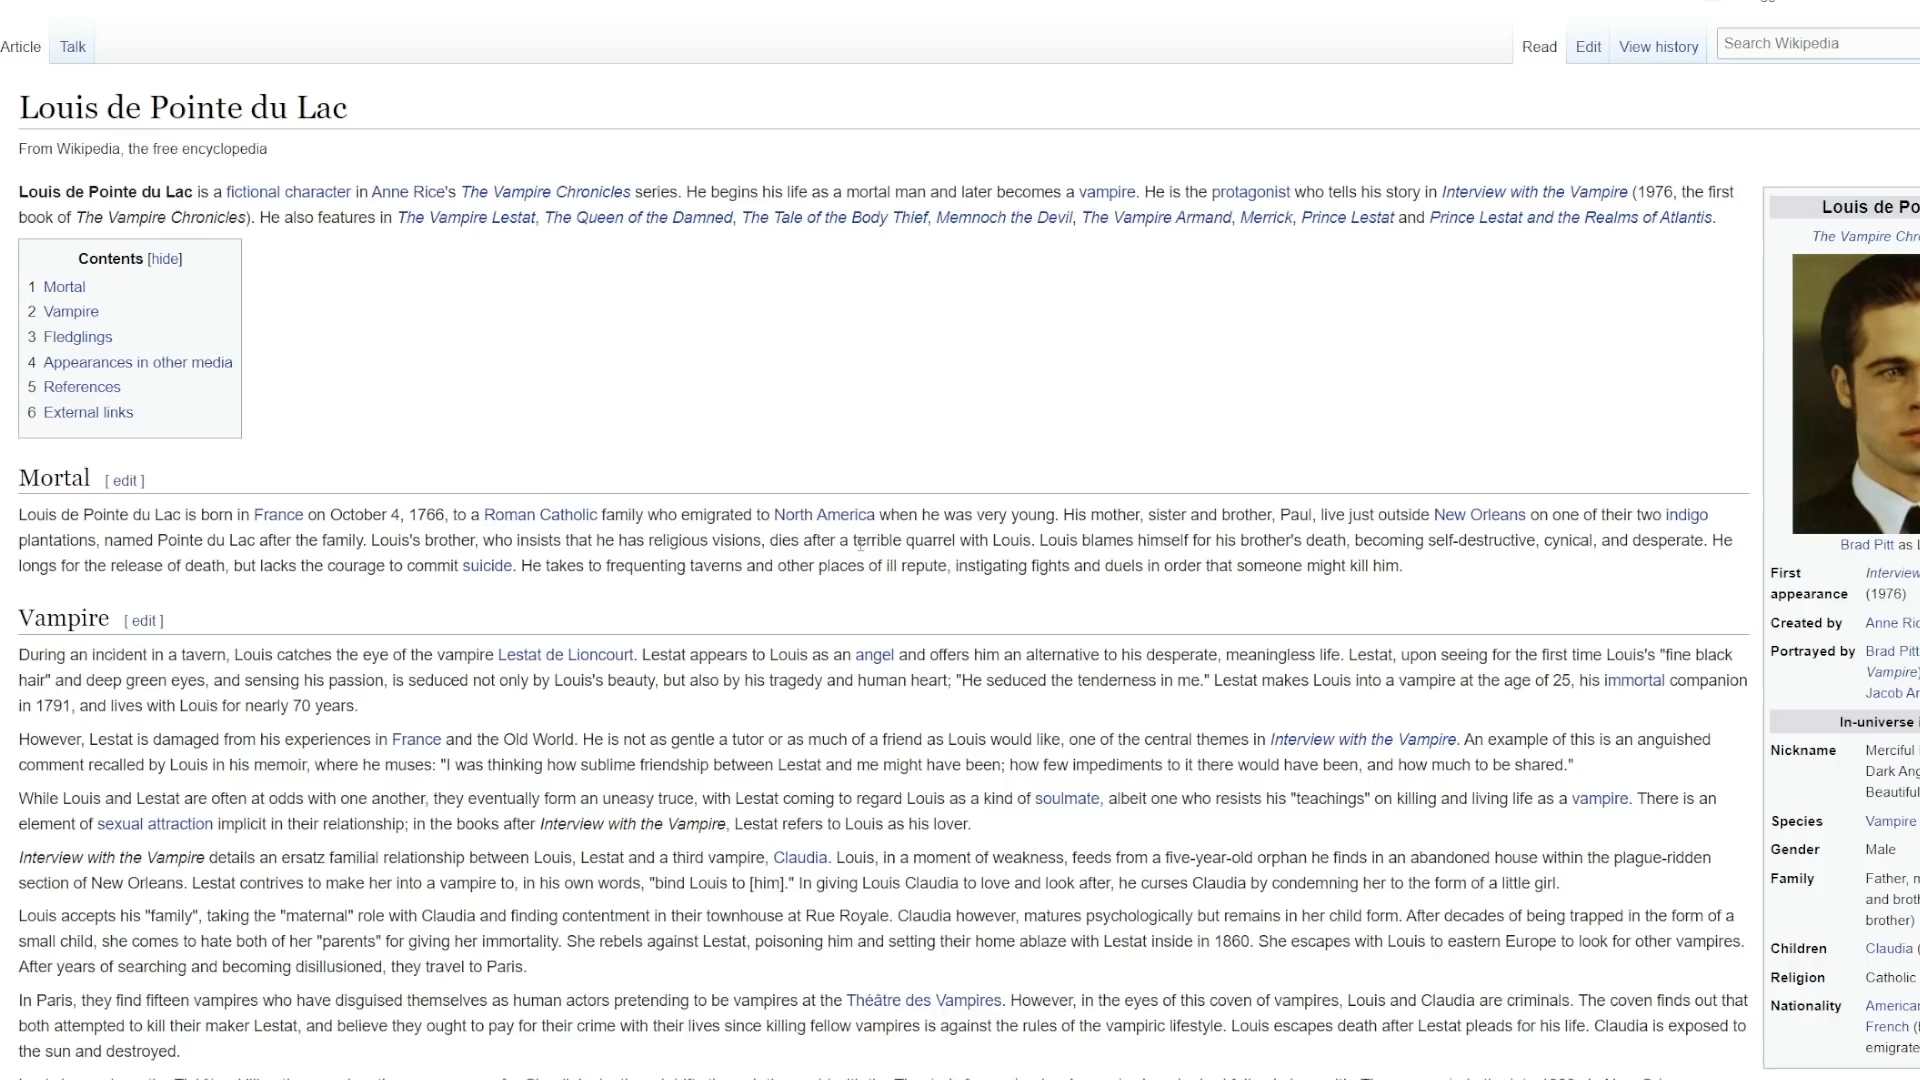 Article Talk Read Edit View history Search Wikipedia
Louis de Pointe du Lac
From Wikipedia, the free encyclopedia
Louis de Pointe du Lac is a fictional character in Anne Rice's The Vampire Chronicles series. He begins his life as a mortal man and later becomes a vampire. He is the protagonist who tells his story in Interview with the Vampire (1976, the first
book of The Vampire Chronicles). He also features in The Vampire Lestat, The Queen of the Damned, The Tale of the Body Thief, Memnoch the Devil, The Vampire Armand, Merrick, Prince Lestat and Prince Lestat and the Realms of Atlantis.
Contents [hide]
1 Mortal
2 Vampire
3 Fledglings
4 Appearances in other media
5 References
6 External links
Mortal [ edit ]
Louis de Pointe du Lac is born in France on October 4, 1766, to a Roman Catholic family who emigrated to North America when he was very young. His mother, sister and brother, Paul, live just outside New Orleans on one of their two indigo
plantations, named Pointe du Lac after the family. Louis's brother, who insists that he has religious visions, dies after a terrible quarrel with Louis. Louis blames himself for his brother's death, becoming self-destructive, cynical, and desperate. He
longs for the release of death, but lacks the courage to commit suicide. He takes to frequenting taverns and other places of ill repute, instigating fights and duels in order that someone might kill him.
Vampire [ edit ]
During an incident in a tavern, Louis catches the eye of the vampire Lestat de Lioncourt. Lestat appears to Louis as an angel and offers him an alternative to his desperate, meaningless life. Lestat, upon seeing for the first time Louis's "fine black
hair" and deep green eyes, and sensing his passion, is seduced not only by Louis's beauty, but also by his tragedy and human heart; "He seduced the tenderness in me." Lestat makes Louis into a vampire at the age of 25, his immortal companion
in 1791, and lives with Louis for nearly 70 years.
However, Lestat is damaged from his experiences in France and the Old World. He is not as gentle a tutor or as much of a friend as Louis would like, one of the central themes in Interview with the Vampire. An example of this is an anguished
comment recalled by Louis in his memoir, where he muses: "I was thinking how sublime friendship between Lestat and me might have been; how few impediments to it there would have been, and how much to be shared."
While Louis and Lestat are often at odds with one another, they eventually form an uneasy truce, with Lestat coming to regard Louis as a kind of soulmate, albeit one who resists his "teachings" on killing and living life as a vampire. There is an
element of sexual attraction implicit in their relationship; in the books after Interview with the Vampire, Lestat refers to Louis as his lover.
Interview with the Vampire details an ersatz familial relationship between Louis, Lestat and a third vampire, Claudia. Louis, in a moment of weakness, feeds from a five-year-old orphan he finds in an abandoned house within the plague-ridden
section of New Orleans. Lestat contrives to make her into a vampire to, in his own words, "bind Louis to [him]." In giving Louis Claudia to love and look after, he curses Claudia by condemning her to the form of a little girl.
Louis accepts his "family", taking the "maternal" role with Claudia and finding contentment in their townhouse at Rue Royale. Claudia however, matures psychologically but remains in her child form. After decades of being trapped in the form of a
small child, she comes to hate both of her "parents" for giving her immortality. She rebels against Lestat, poisoning him and setting their home ablaze with Lestat inside in 1860. She escapes with Louis to eastern Europe to look for other vampires.
After years of searching and becoming disillusioned, they travel to Paris.
In Paris, they find fifteen vampires who have disguised themselves as human actors pretending to be vampires at the Théâtre des Vampires. However, in the eyes of this coven of vampires, Louis and Claudia are criminals. The coven finds out that
both attempted to kill their maker Lestat, and believe they ought to pay for their crime with their lives since killing fellow vampires is against the rules of the vampiric lifestyle. Louis escapes death after Lestat pleads for his life. Claudia is exposed to
the sun and destroyed.
Louis de Po
The Vampire Chr
Brad Pitt as
First Interview
appearance (1976)
Created by Anne Ric
Portrayed by Brad Pitt
Vampire)
Jacob An
In-universe
Nickname Merciful
Dark Ang
Beautiful
Species Vampire
Gender Male
Family Father, m
and broth
brother)
Children Claudia (
Religion Catholic
Nationality American
French (
emigrate